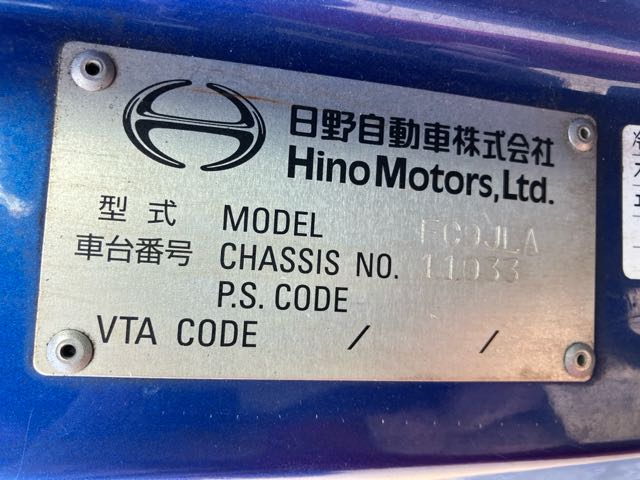 日野自動車株式会社
Hino Motors,Ltd.
型式 MODEL FC9JLA
車台番号 CHASSIS NO. 11033
P.S. CODE
VTA CODE / /